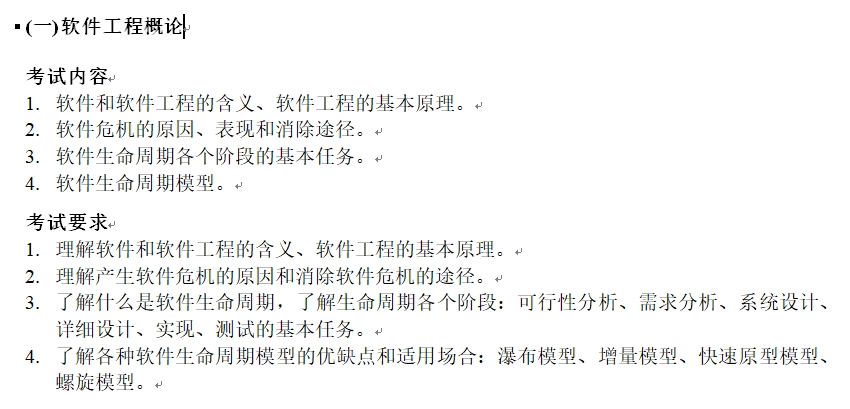 (一)软件工程概论
考试内容
1. 软件和软件工程的含义、软件工程的基本原理。
2. 软件危机的原因、表现和消除途径。
3. 软件生命周期各个阶段的基本任务。
4. 软件生命周期模型。
考试要求
1. 理解软件和软件工程的含义、软件工程的基本原理。
2. 理解产生软件危机的原因和消除软件危机的途径。
3. 了解什么是软件生命周期，了解生命周期各个阶段：可行性分析、需求分析、系统设计、
详细设计、实现、测试的基本任务。
4. 了解各种软件生命周期模型的优缺点和适用场合：瀑布模型、增量模型、快速原型模型、
螺旋模型。